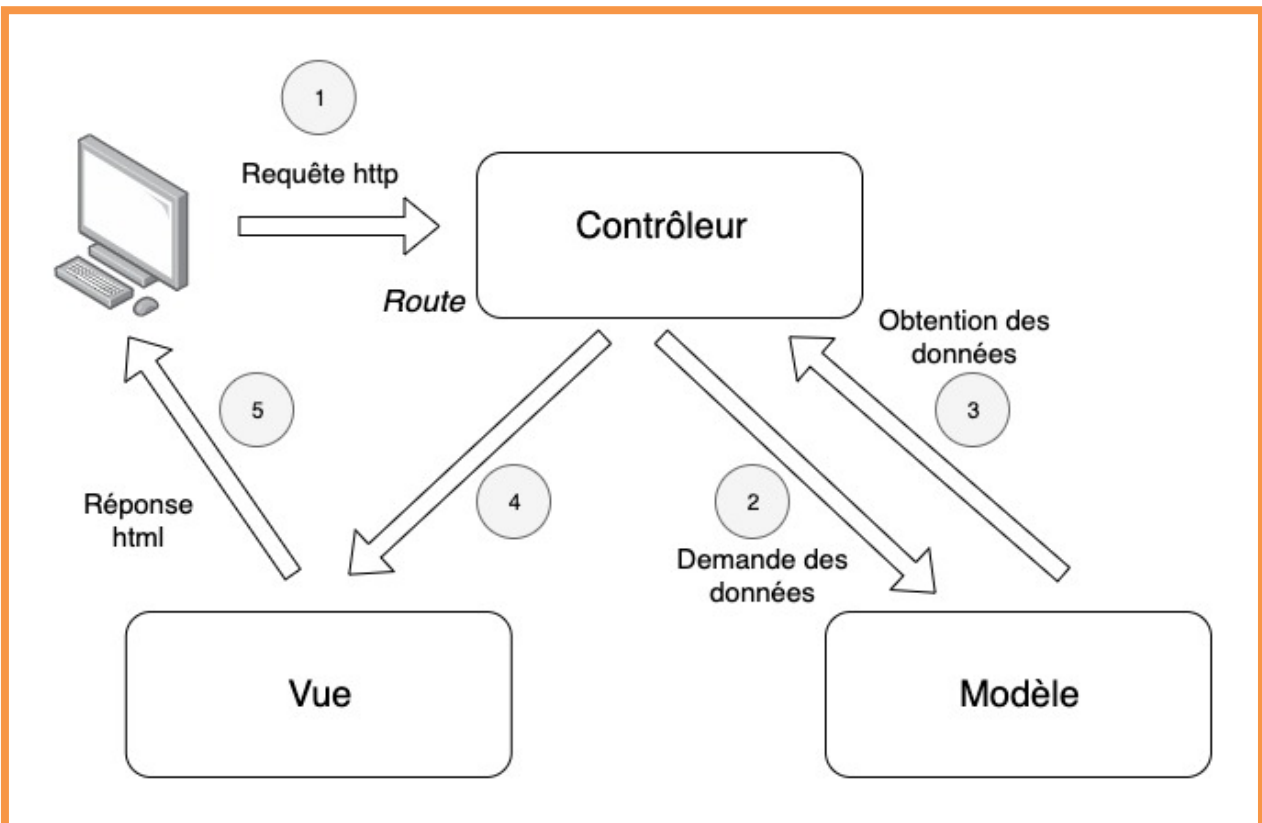 1
Requête http
Contrôleur
Route
Obtention des
données
3
5
4
2
Réponse
html
Demande des
données
Vue
Modèle